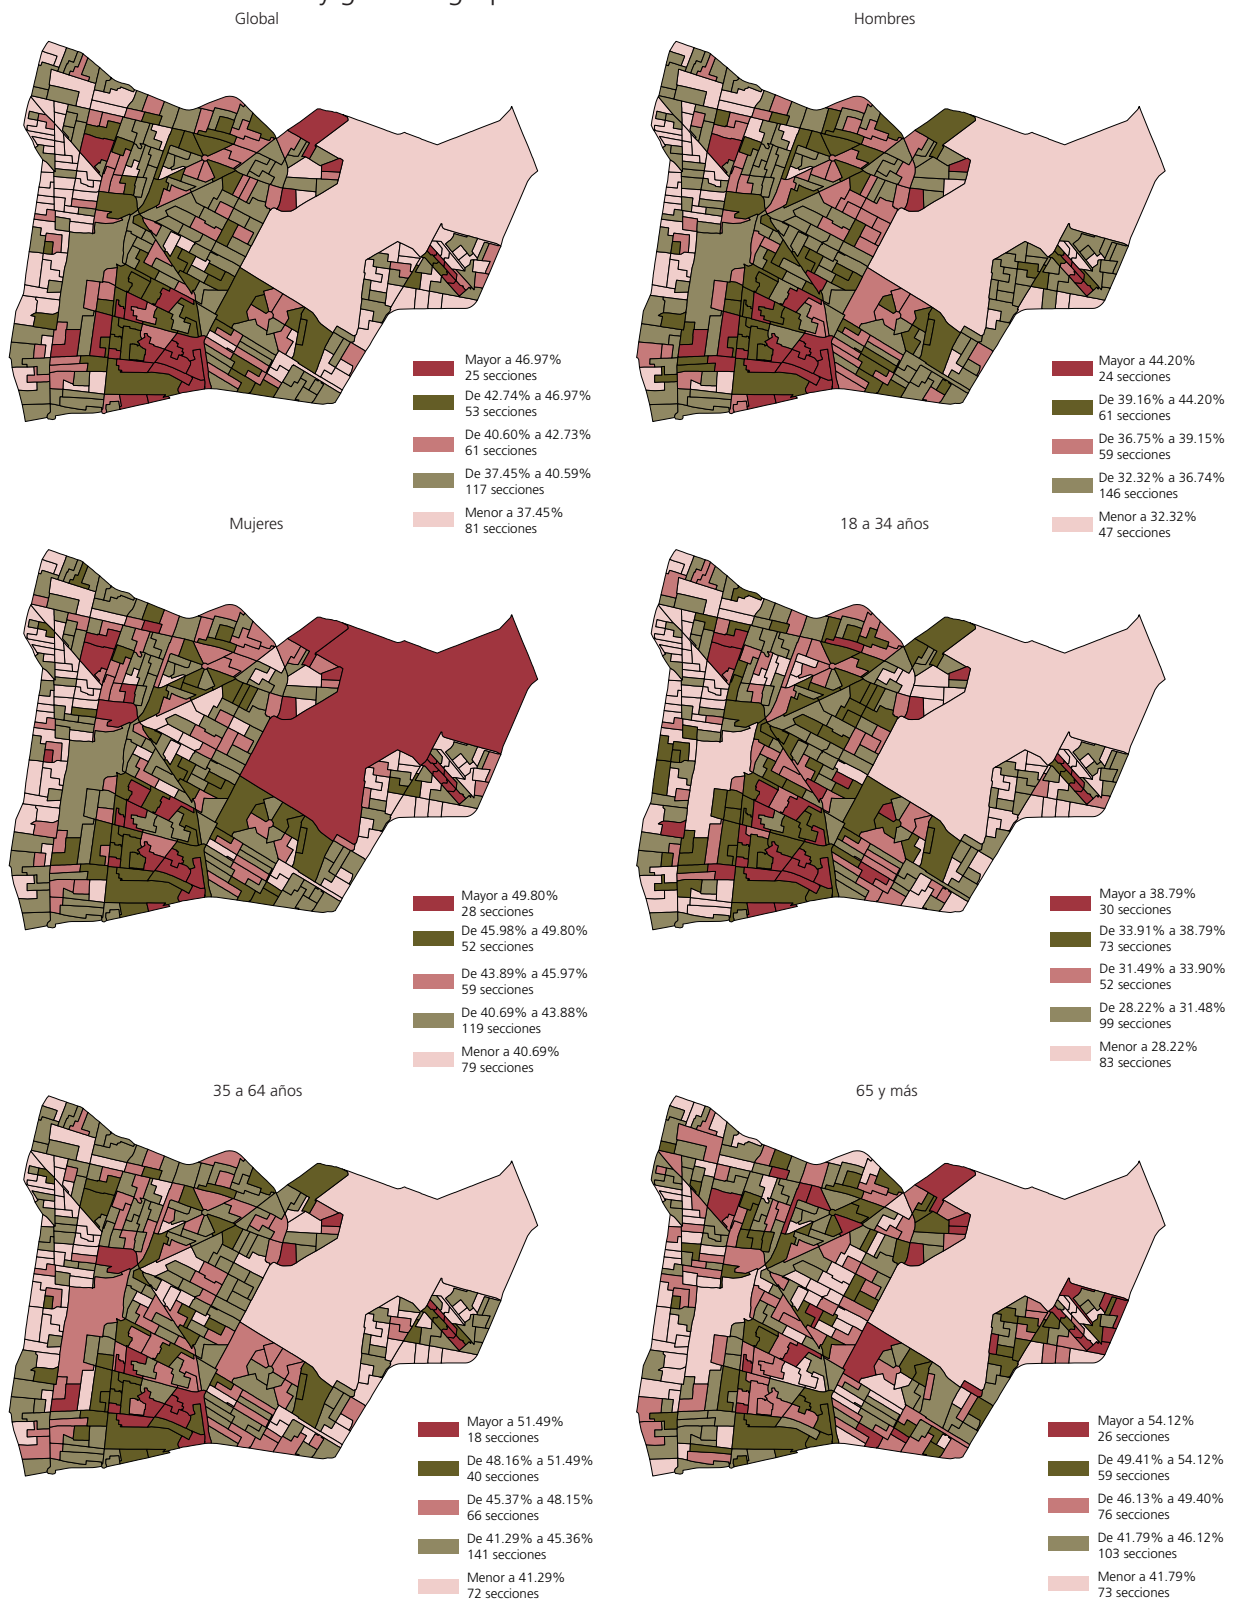 Global
Hombres
Mayor a 46.97%
25 secciones
De 42.74% a 46.97%
53 secciones
De 40.60% a 42.73%
61 secciones
De 37.45% a 40.59%
117 secciones
Menor a 37.45%
81 secciones
Mayor a 44.20%
24 secciones
De 39.16% a 44.20%
61 secciones
De 36.75% a 39.15%
59 secciones
De 32.32% a 36.74%
146 secciones
Menor a 32.32%
47 secciones
Mujeres
18 a 34 años
Mayor a 49.80%
28 secciones
De 45.98% a 49.80%
52 secciones
De 43.89% a 45.97%
59 secciones
De 40.69% a 43.88%
119 secciones
Menor a 40.69%
79 secciones
Mayor a 38.79%
30 secciones
De 33.91% a 38.79%
73 secciones
De 31.49% a 33.90%
52 secciones
De 28.22% a 31.48%
99 secciones
Menor a 28.22%
83 secciones
35 a 64 años
65 y más
Mayor a 51.49%
18 secciones
De 48.16% a 51.49%
40 secciones
De 45.37% a 48.15%
66 secciones
De 41.29% a 45.36%
141 secciones
Menor a 41.29%
72 secciones
Mayor a 54.12%
26 secciones
De 49.41% a 54.12%
59 secciones
De 46.13% a 49.40%
76 secciones
De 41.79% a 46.12%
103 secciones
Menor a 41.79%
73 secciones